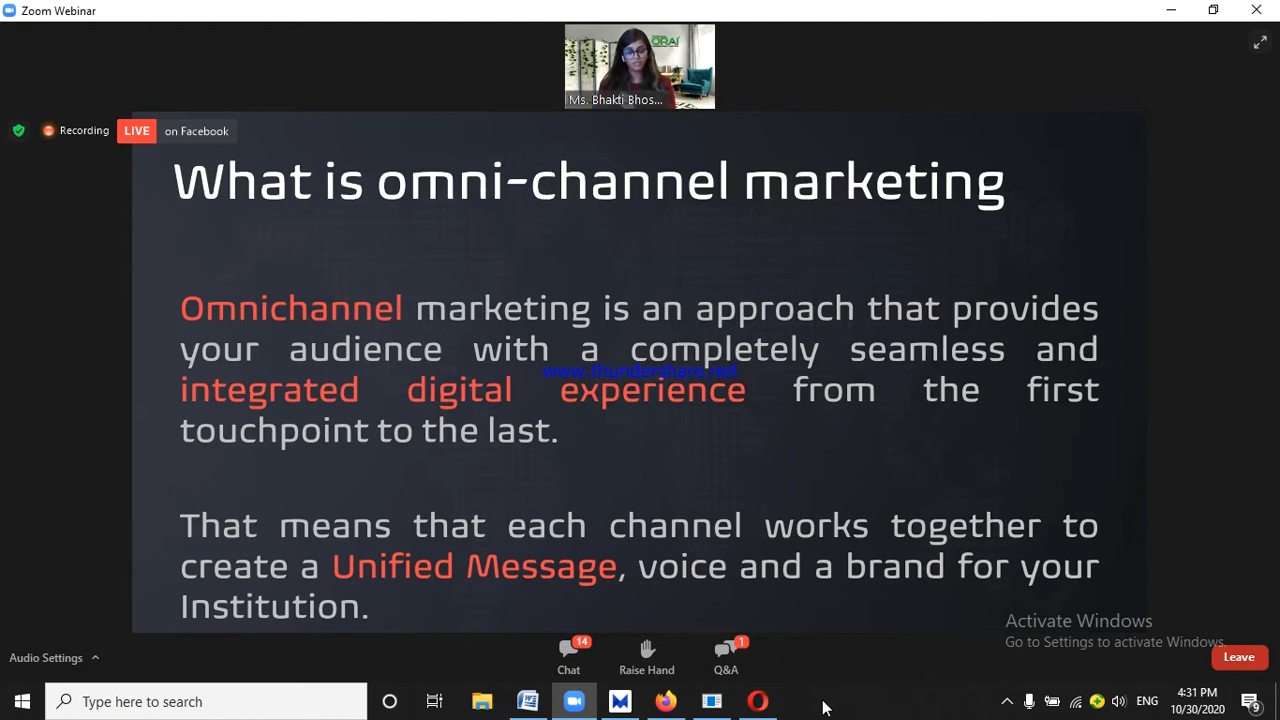 Zoom Webinar
ORAI
Ms. Bhakti Bhos...
Recording
LIVE on Facebook
What is omni-channel marketing
Omnichannel marketing is an approach that provides
your audience with a completely seamless and
www.thundershare.net
integrated digital experience from the first
touchpoint to the last.
That means that each channel works together to
create a Unified Message, voice and a brand for your
Institution.
Activate Windows
Go to Settings to activate Windows.
Audio Settings
14
Chat
Raise Hand
1
Q&A
Leave
Type here to search
ENG
4:31 PM
10/30/2020
9